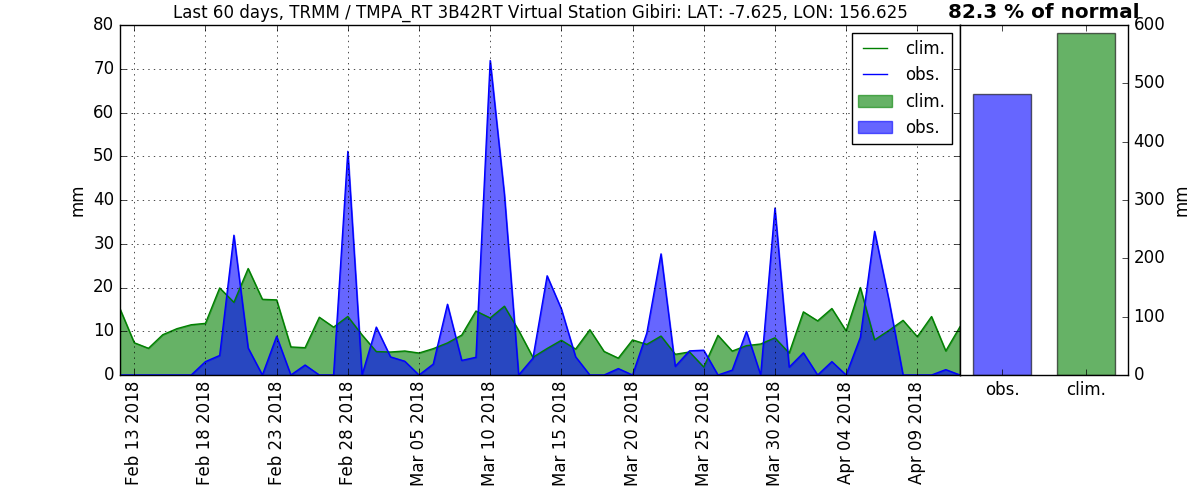 Last 60 days, TRMM / TMPA_RT 3B42RT Virtual Station Gibiri: LAT: -7.625, LON: 156.625
82.3 % of normal
80
70
60
50
40
30
20
10
0
mm
clim.
obs.
clim.
obs.
Feb 13 2018
Feb 18 2018
Feb 23 2018
Feb 28 2018
Mar 05 2018
Mar 10 2018
Mar 15 2018
Mar 20 2018
Mar 25 2018
Mar 30 2018
Apr 04 2018
Apr 09 2018
600
500
400
300
200
100
0
mm
obs.
clim.